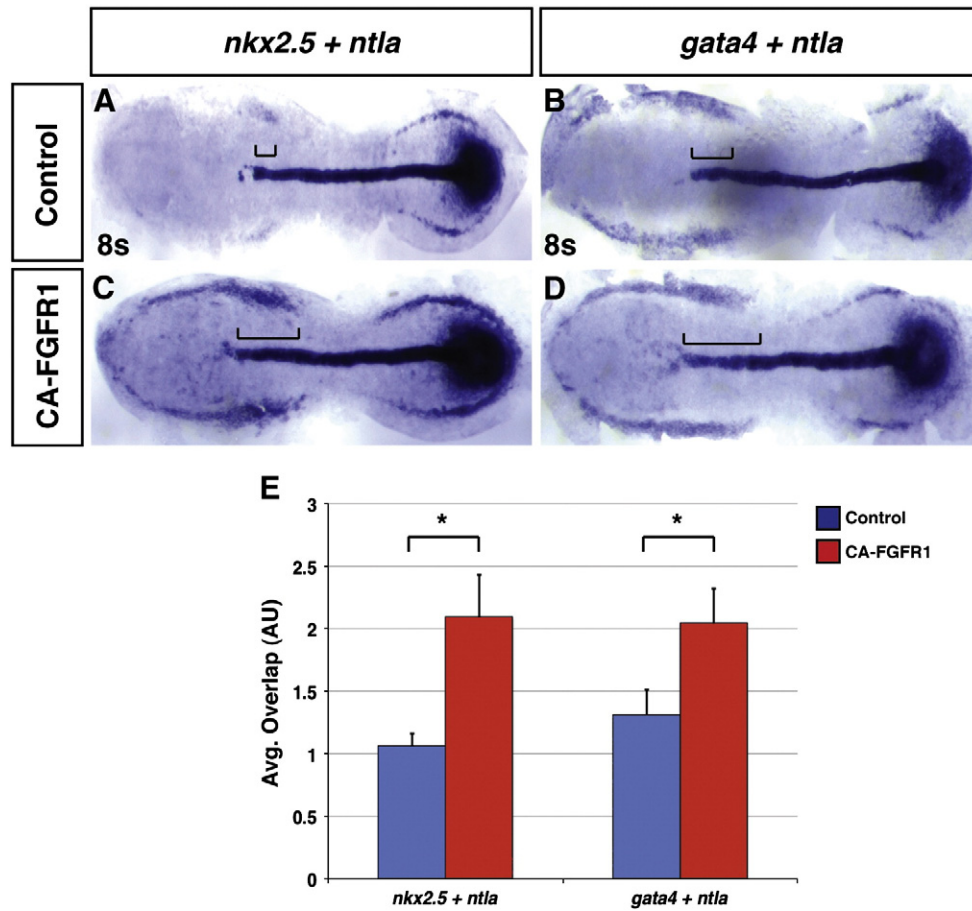 nkx2.5 + ntla
gata4 + ntla
Control
A
8s
B
8s
CA-FGFR1
C
D
E
Avg. Overlap (AU)
3
2.5
2
1.5
1
0.5
0
*
*
Control
CA-FGFR1
nkx2.5 + ntla
gata4 + ntla